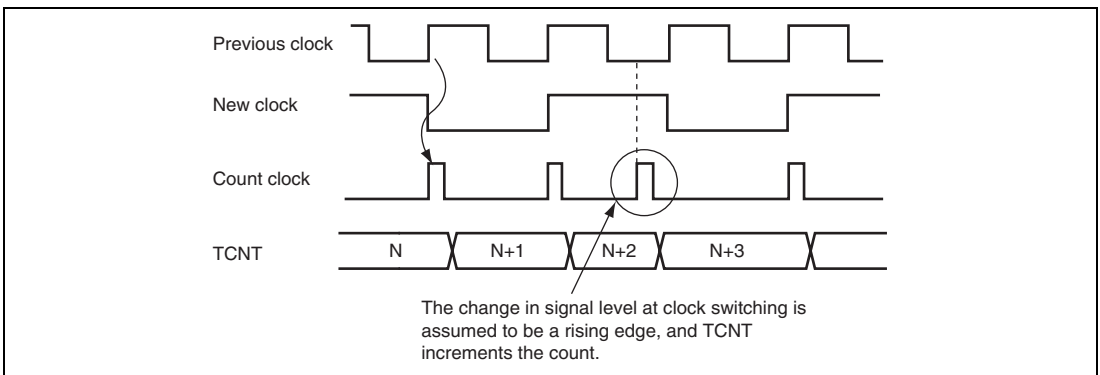 Previous clock
New clock
Count clock
TCNT
N
N+1
N+2
N+3
The change in signal level at clock switching is
assumed to be a rising edge, and TCNT
increments the count.